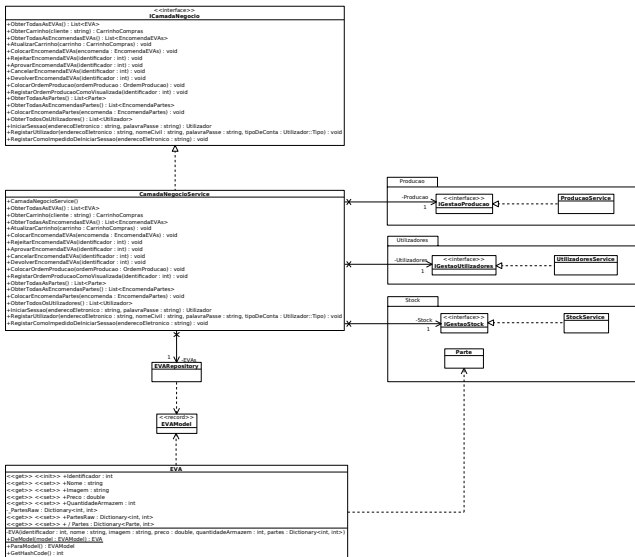 <<interface>>
ICamadaNegocio
+ObterTodasAsEVAs() : List<EVA>
+ObterCarrinho(cliente : string) : CarrinhoCompras
+ObterTodasAsEncomendasEVAs() : List<EncomendaEVAs>
+AtualizarCarrinho(carrinho : CarrinhoCompras) : void
+ColocarEncomendaEVAs(encomenda : EncomendaEVAs) : void
+RejeitarEncomendaEVAs(identificador : int) : void
+AprovarEncomendaEVAs(identificador : int) : void
+CancelarEncomendaEVAs(identificador : int) : void
+DevolverEncomendaEVAs(identificador : int) : void
+ColocarOrdemProducao(ordemProducao : OrdemProducao) : void
+RegistarOrdemProducaoComoVisualizada(identificador : int) : void
+ObterTodasAsPartes() : List<Parte>
+ObterTodasAsEncomendasPartes() : List<EncomendaPartes>
+ColocarEncomendaPartes(encomenda : EncomendaPartes) : void
+ObterTodosOsUtilizadores() : List<Utilizador>
+IniciarSessao(enderecoEletronico : string, palavraPasse : string) : Utilizador
+RegistarUtilizador(enderecoEletronico : string, nomeCivil : string, palavraPasse : string, tipoDeConta : Utilizador::Tipo) : void
+RegistarComoImpedidoDeIniciarSessao(enderecoEletronico : string) : void
CamadaNegocioService
+CamadaNegocioService()
+ObterTodasAsEVAs() : List<EVA>
+ObterCarrinho(cliente : string) : CarrinhoCompras
+ObterTodasAsEncomendasEVAs() : List<EncomendaEVAs>
+AtualizarCarrinho(carrinho : CarrinhoCompras) : void
+ColocarEncomendaEVAs(encomenda : EncomendaEVAs) : void
+RejeitarEncomendaEVAs(identificador : int) : void
+AprovarEncomendaEVAs(identificador : int) : void
+CancelarEncomendaEVAs(identificador : int) : void
+DevolverEncomendaEVAs(identificador : int) : void
+ColocarOrdemProducao(ordemProducao : OrdemProducao) : void
+RegistarOrdemProducaoComoVisualizada(identificador : int) : void
+ObterTodasAsPartes() : List<Parte>
+ObterTodasAsEncomendasPartes() : List<EncomendaPartes>
+ColocarEncomendaPartes(encomenda : EncomendaPartes) : void
+ObterTodosOsUtilizadores() : List<Utilizador>
+IniciarSessao(enderecoEletronico : string, palavraPasse : string) : Utilizador
+RegistarUtilizador(enderecoEletronico : string, nomeCivil : string, palavraPasse : string, tipoDeConta : Utilizador::Tipo) : void
+RegistarComoImpedidoDeIniciarSessao(enderecoEletronico : string) : void
Producao
-Producao
1
<<interface>>
IGestaoProducao
ProducaoService
Utilizadores
-Utilizadores
1
<<interface>>
IGestaoUtilizadores
UtilizadoresService
Stock
-Stock
1
<<interface>>
IGestaoStock
StockService
Parte
1
-EVAs
EVARepository
<<record>>
EVAModel
EVA
<<get>> <<init>> +Identificador : int
<<get>> <<set>> +Nome : string
<<get>> <<set>> +Imagem : string
<<get>> <<set>> +Preco : double
<<get>> <<set>> +QuantidadeArmazem : int
-_PartesRaw : Dictionary<int, int>
<<get>> <<set>> +PartesRaw : Dictionary<int, int>
<<get>> <<set>> + / Partes : Dictionary<Parte, int>
-EVA(identificador : int, nome : string, imagem : string, preco : double, quantidadeArmazem : int, partes : Dictionary<int, int>)
+DeModel(model : EVAModel) : EVA
+ParaModel() : EVAModel
+GetHashCode() : int